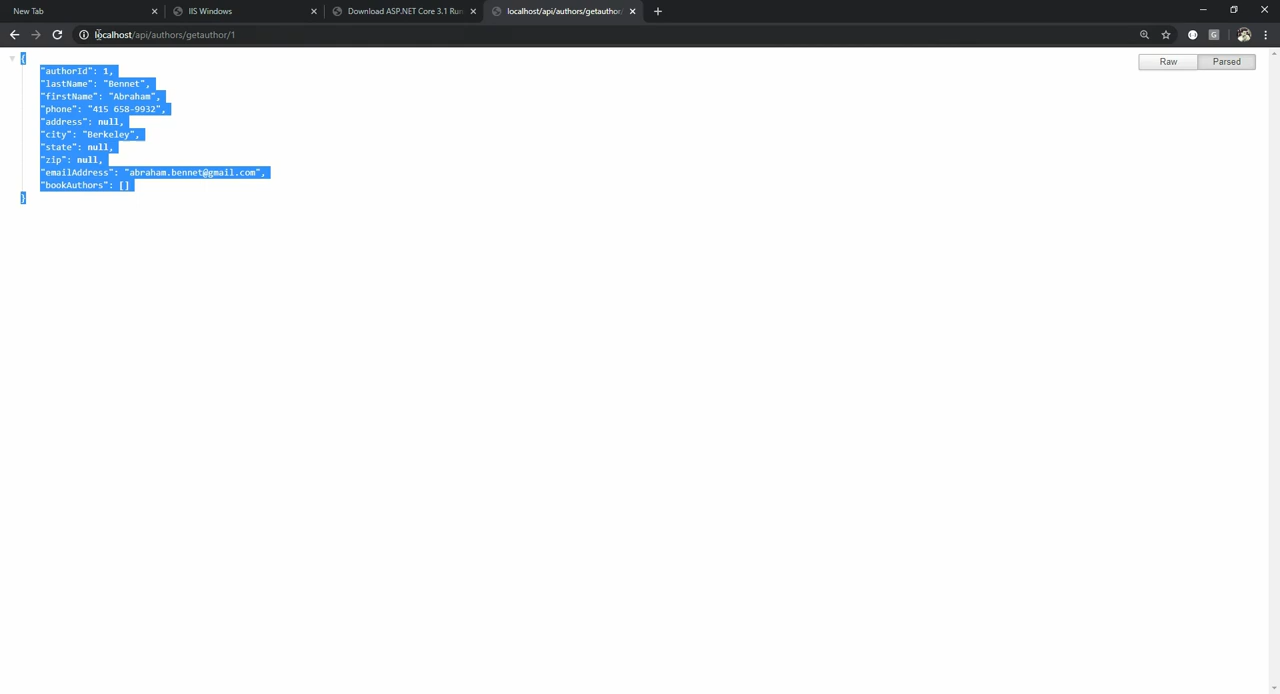 New Tab
IIS Windows
Download ASP.NET Core 3.1 Run
localhost/api/authors/getauthor/
localhost/api/authors/getauthor/1
Raw
Parsed
{
"authorId": 1,
"lastName": "Bennet",
"firstName": "Abraham",
"phone": "415 658-9932",
"address": null,
"city": "Berkeley",
"state": null,
"zip": null,
"emailAddress": "abraham.bennet@gmail.com",
"bookAuthors": []
}